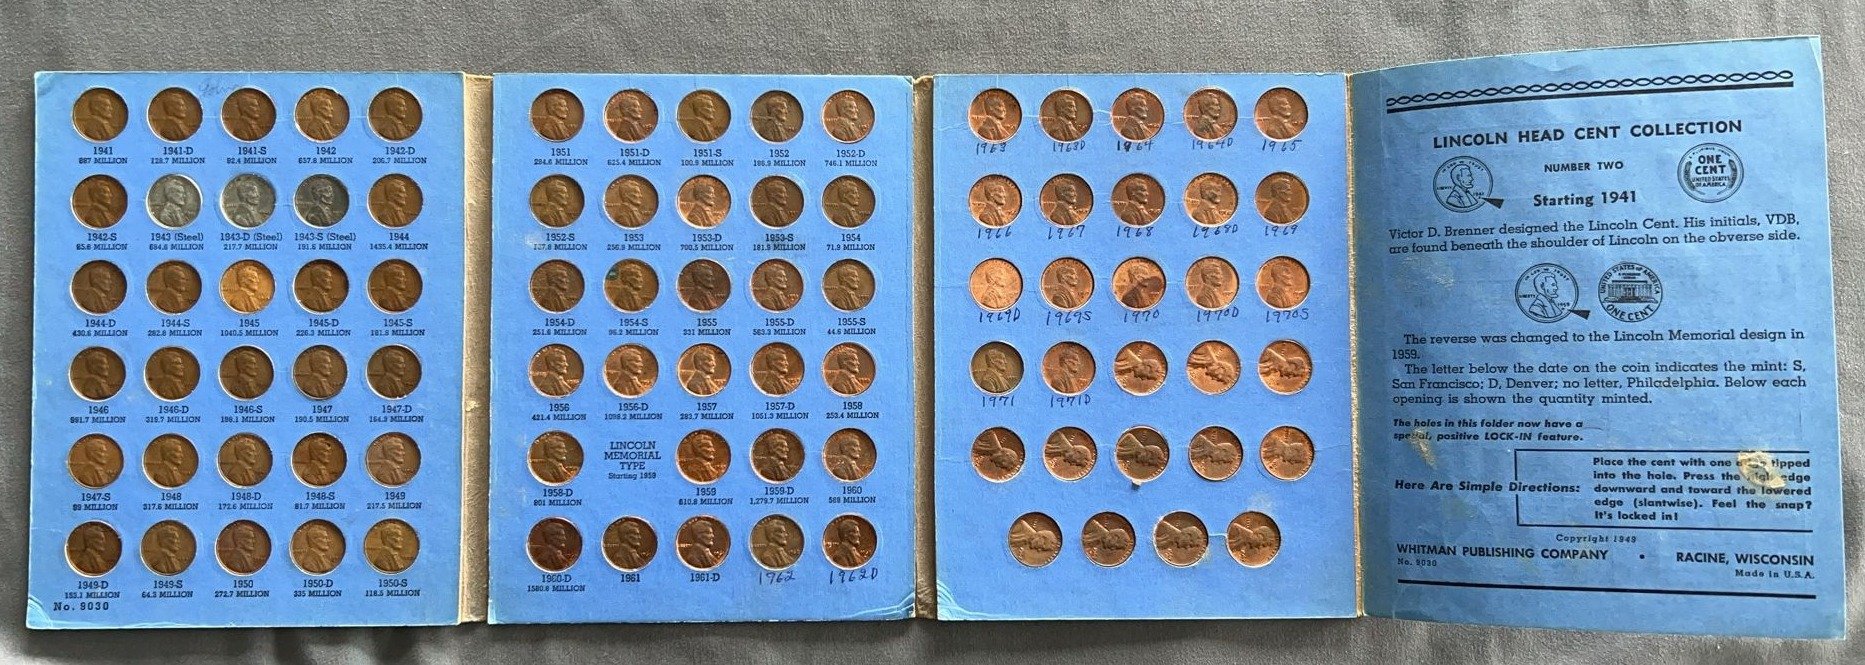 1941 1941-D 1941-S 1942 1942-D
887 MILLION 128.7 MILLION 92.4 MILLION 657.8 MILLION 206.7 MILLION
1942-S 1943 (Steel) 1943-D (Steel) 1943-S (Steel) 1944
85.6 MILLION 684.6 MILLION 217.7 MILLION 191.6 MILLION 1435.4 MILLION
1944-D 1944-S 1945 1945-D 1945-S
430.6 MILLION 282.8 MILLION 1040.5 MILLION 226.3 MILLION 181.8 MILLION
1946 1946-D 1946-S 1947 1947-D
991.7 MILLION 319.7 MILLION 198.1 MILLION 190.5 MILLION 194.9 MILLION
1947-S 1948 1948-D 1948-S 1949
99 MILLION 317.6 MILLION 172.6 MILLION 81.7 MILLION 217.5 MILLION
1949-D 1949-S 1950 1950-D 1950-S
153.1 MILLION 64.3 MILLION 272.7 MILLION 335 MILLION 118.5 MILLION
No. 9030
1951 1951-D 1951-S 1952 1952-D
294.6 MILLION 625.4 MILLION 100.9 MILLION 186.9 MILLION 746.1 MILLION
1952-S 1953 1953-D 1953-S 1954
137.8 MILLION 256.9 MILLION 700.5 MILLION 181.9 MILLION 71.9 MILLION
1954-D 1954-S 1955 1955-D 1955-S
251.6 MILLION 96.2 MILLION 331 MILLION 563.3 MILLION 44.6 MILLION
1956 1956-D 1957 1957-D 1958
421.4 MILLION 1098.2 MILLION 283.7 MILLION 1051.3 MILLION 253.4 MILLION
LINCOLN
MEMORIAL
TYPE
Starting 1959
1958-D 1959 1959-D 1960
801 MILLION 610.8 MILLION 1,279.7 MILLION 589 MILLION
1960-D 1961 1961-D 1962 1962D
1580.8 MILLION
1963 1963D 1964 1964D 1965
1966 1967 1968 1968D 1969
1969D 1969S 1970 1970D 1970S
1971 1971D
LINCOLN HEAD CENT COLLECTION
NUMBER TWO
ONE
CENT
UNITED STATES
OF AMERICA
Starting 1941
Victor D. Brenner designed the Lincoln Cent. His initials, VDB,
are found beneath the shoulder of Lincoln on the obverse side.
UNITED STATES OF AMERICA
ONE CENT
The reverse was changed to the Lincoln Memorial design in
1959.
The letter below the date on the coin indicates the mint: S,
San Francisco; D, Denver; no letter, Philadelphia. Below each
opening is shown the quantity minted.
The holes in this folder now have a
special, positive LOCK-IN feature.
Here Are Simple Directions:
Place the cent with one tipped
into the hole. Press the edge
downward and toward the lowered
edge (slantwise). Feel the snap?
It's locked in!
Copyright 1949
WHITMAN PUBLISHING COMPANY • RACINE, WISCONSIN
No. 9030 Made in U.S.A.